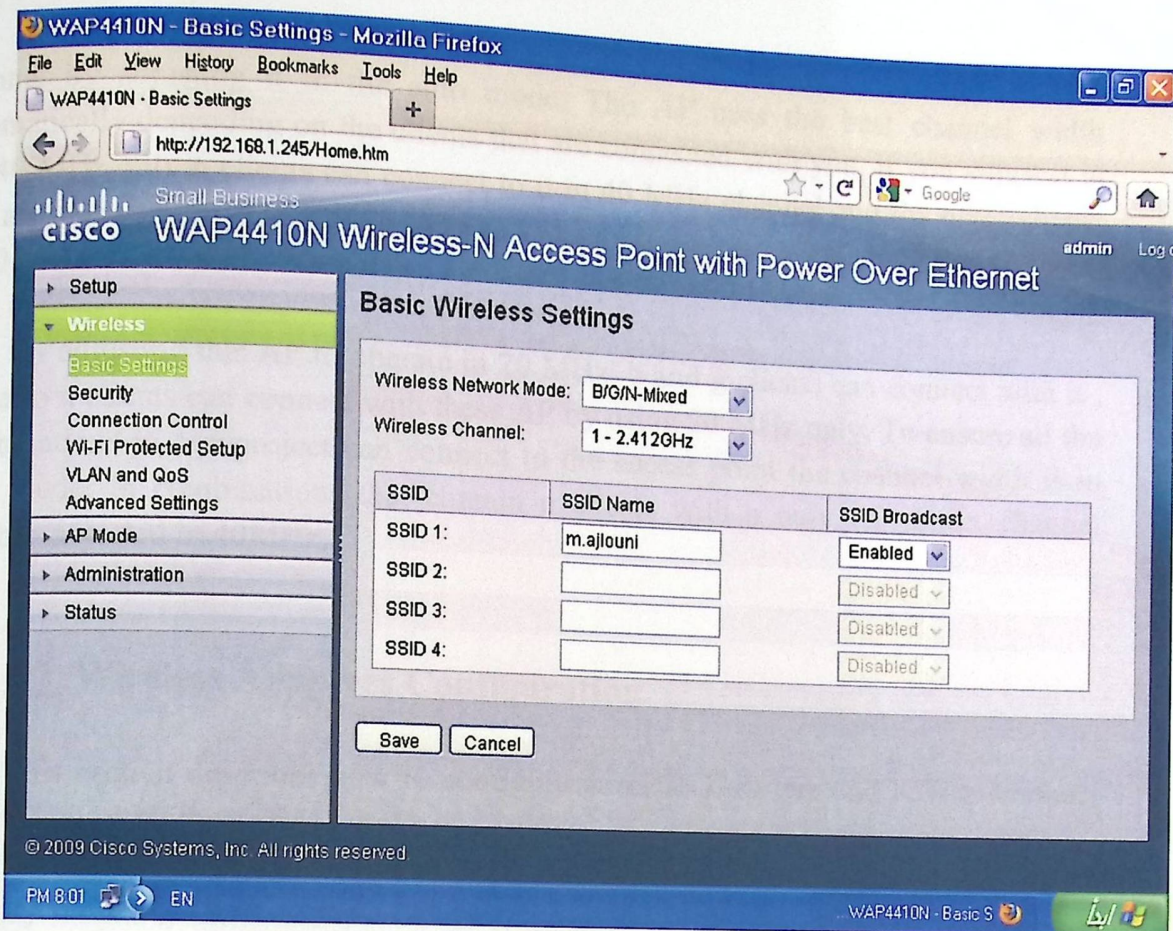 WAP4410N - Basic Settings - Mozilla Firefox
File Edit View History Bookmarks Tools Help
WAP4410N - Basic Settings
http://192.168.1.245/Home.htm
Google
CISCO
Small Business
WAP4410N Wireless-N Access Point with Power Over Ethernet
admin
Setup
Wireless
Basic Settings
Security
Connection Control
Wi-Fi Protected Setup
VLAN and QoS
Advanced Settings
AP Mode
Administration
Status
Basic Wireless Settings
Wireless Network Mode: B/G/N-Mixed
Wireless Channel: 1 - 2.412GHz
SSID SSID Name SSID Broadcast
SSID 1: m.ajlouni Enabled
SSID 2: Disabled
SSID 3: Disabled
SSID 4: Disabled
Save Cancel
© 2009 Cisco Systems, Inc. All rights reserved.
PM 8:01 EN ...WAP4410N - Basic S ابدأ